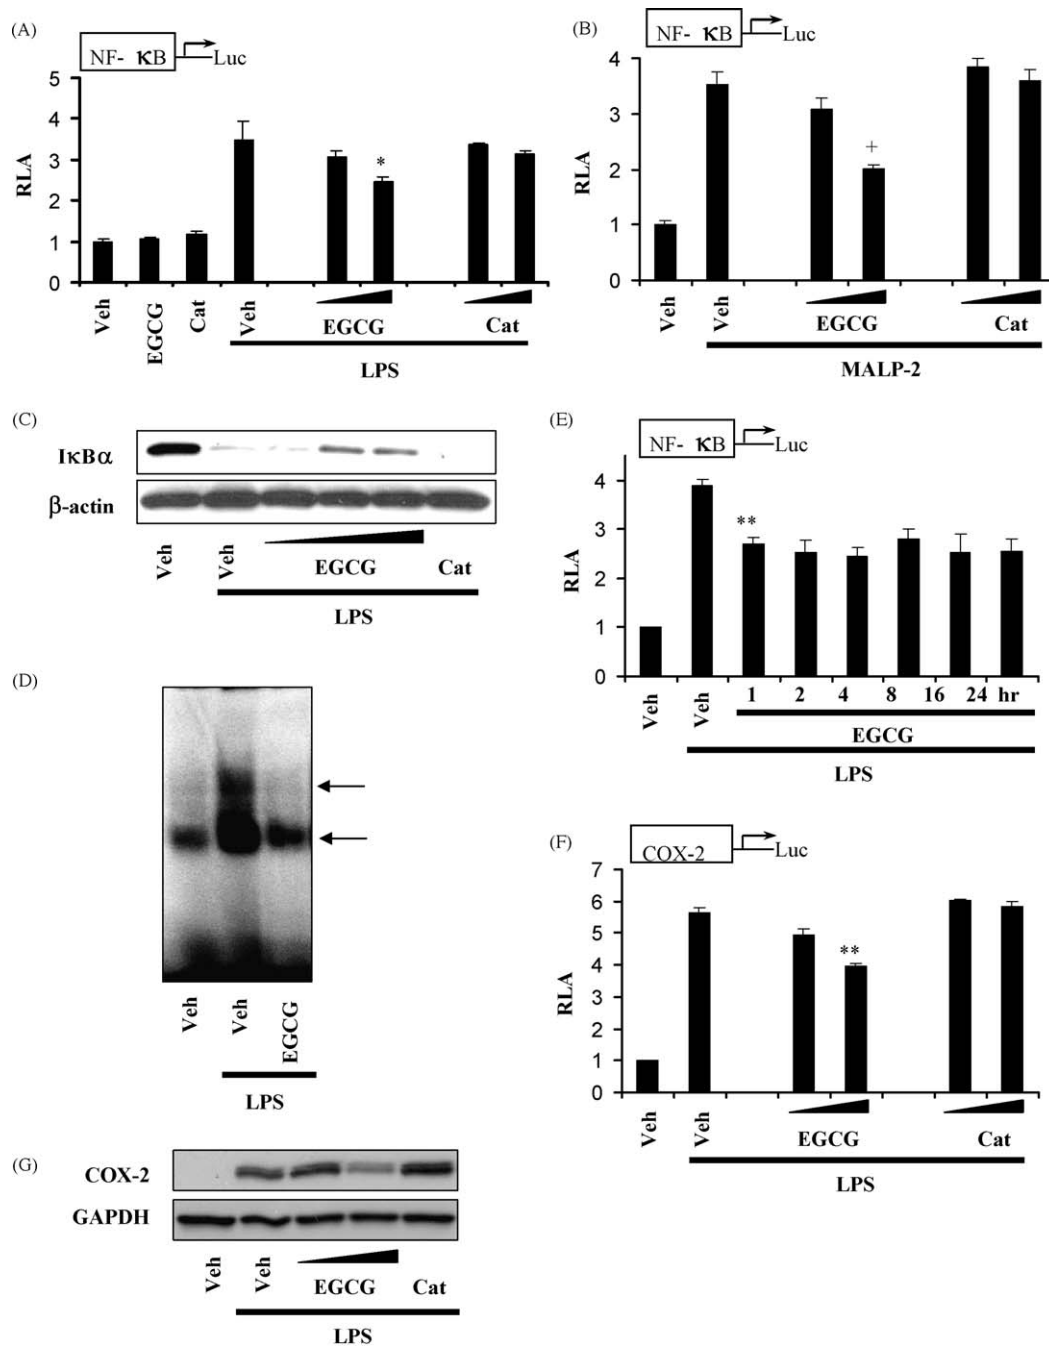 (A)
NF- κB
Luc
5
4
3
2
1
0
RLA
*
Veh
EGCG
Cat
Veh
EGCG
Cat
LPS
(B)
NF- κB
Luc
4
3
2
1
0
RLA
+
Veh
Veh
EGCG
Cat
MALP-2
(C)
IκBα
β-actin
Veh
Veh
EGCG
Cat
LPS
(D)
Veh
Veh
EGCG
LPS
(E)
NF- κB
Luc
4
3
2
1
0
RLA
**
Veh
Veh
1 2 4 8 16 24 hr
EGCG
LPS
(F)
COX-2
Luc
7
6
5
4
3
2
1
0
RLA
**
Veh
Veh
EGCG
Cat
LPS
(G)
COX-2
GAPDH
Veh
Veh
EGCG
Cat
LPS